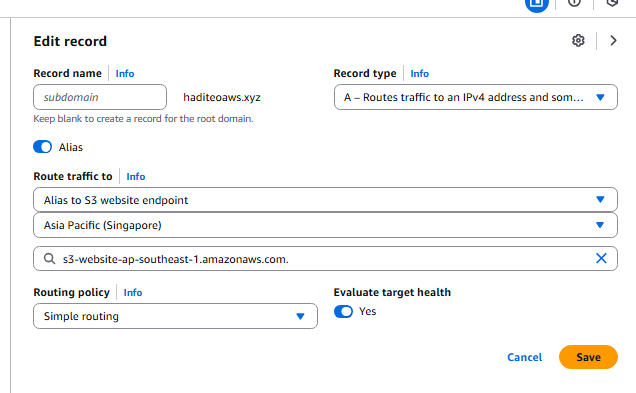 Edit record
Record name Info
Record type Info
subdomain
haditeoaws.xyz
A – Routes traffic to an IPv4 address and som...
Keep blank to create a record for the root domain.
Alias
Route traffic to Info
Alias to S3 website endpoint
Asia Pacific (Singapore)
s3-website-ap-southeast-1.amazonaws.com.
Routing policy Info
Evaluate target health
Simple routing
Yes
Cancel
Save